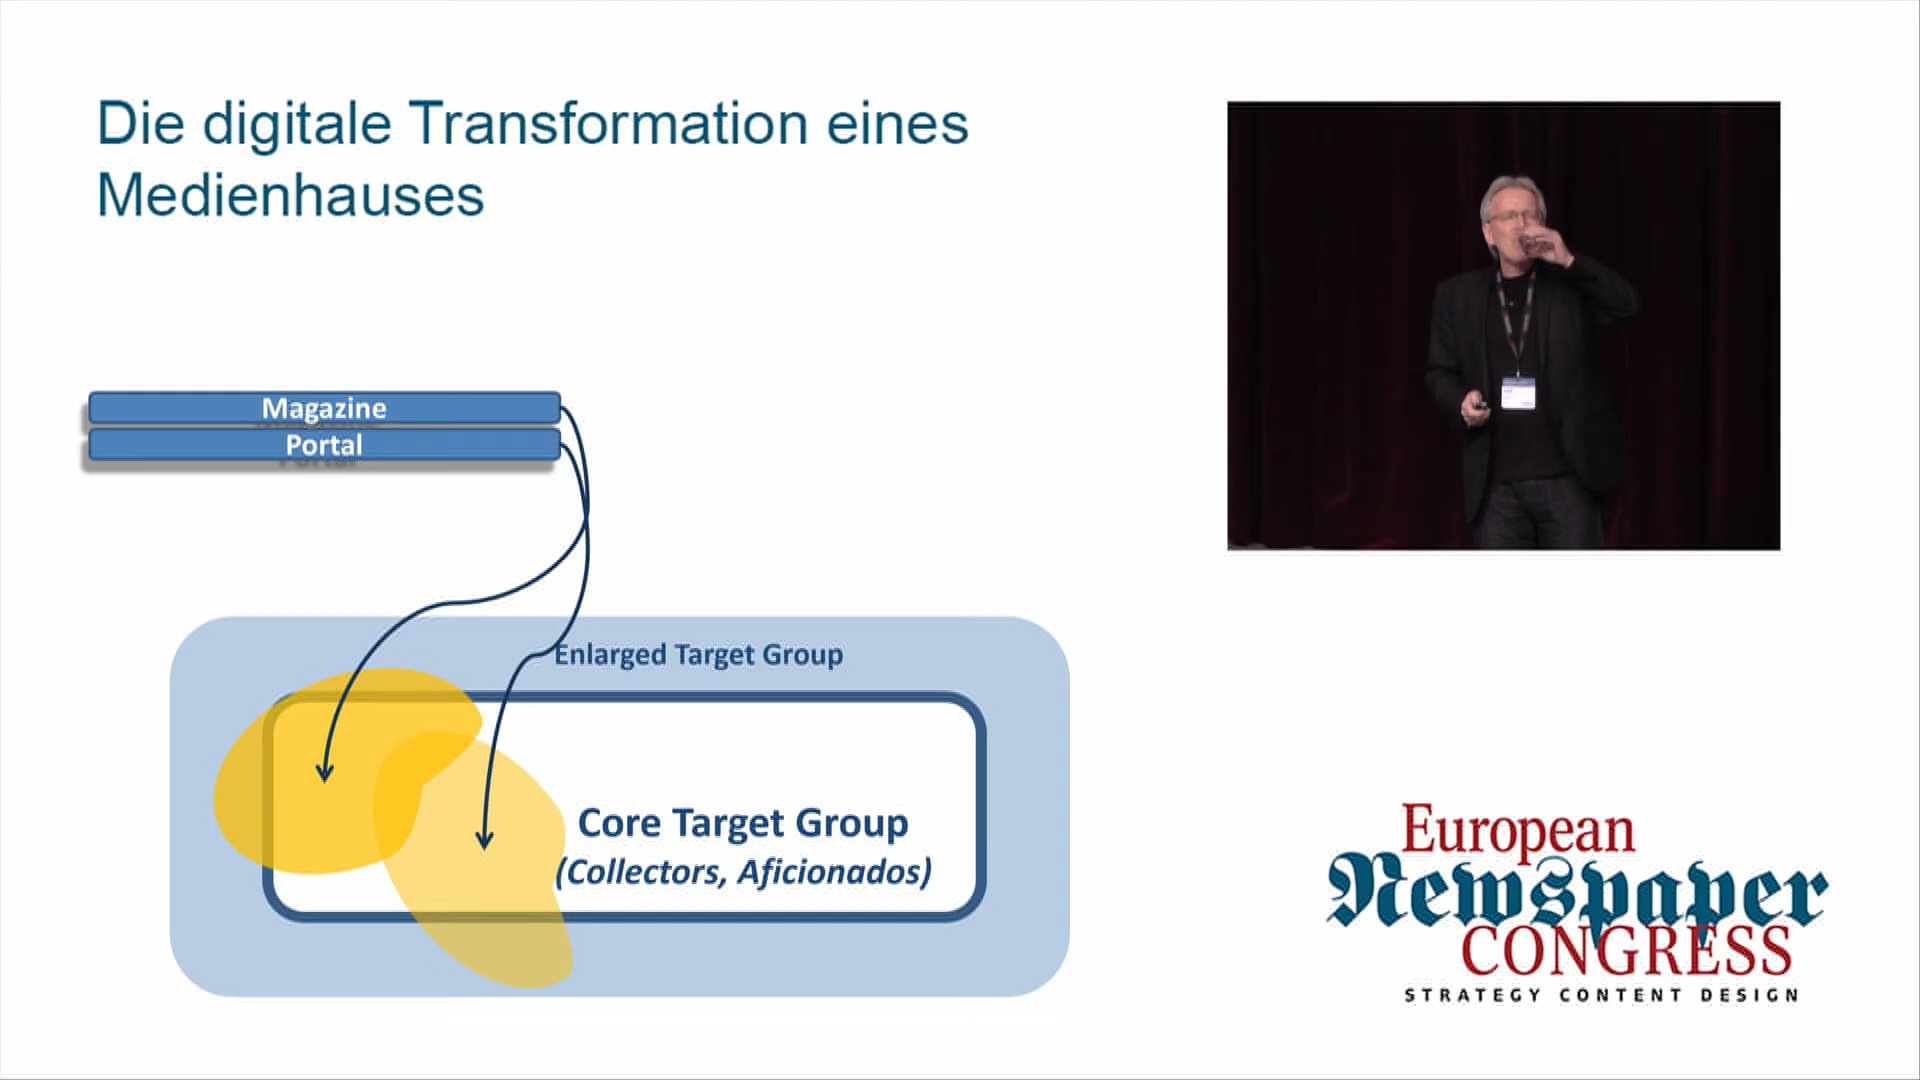 Die digitale Transformation eines
Medienhauses
Magazine
Portal
Enlarged Target Group
Core Target Group
(Collectors, Aficionados)
European
Newspaper
CONGRESS
STRATEGY CONTENT DESIGN